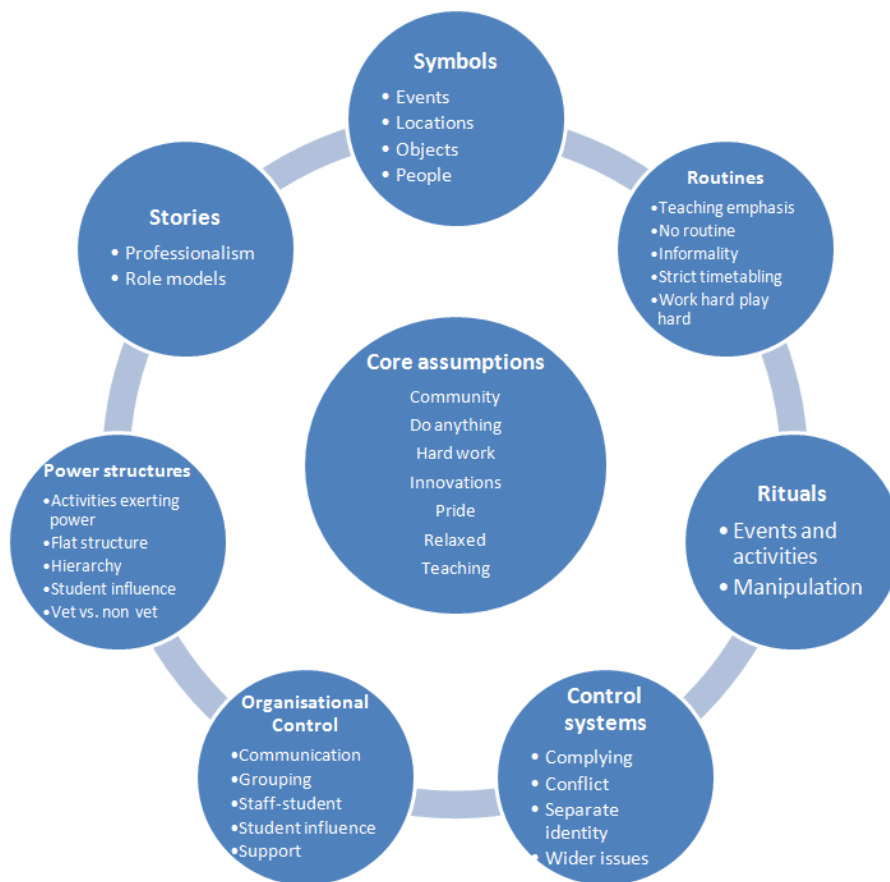 Symbols
• Events
• Locations
• Objects
• People
Routines
•Teaching emphasis
•No routine
•Informality
•Strict timetabling
•Work hard play
hard
Stories
• Professionalism
• Role models
Core assumptions
Community
Do anything
Hard work
Innovations
Pride
Relaxed
Teaching
Rituals
• Events and
activities
• Manipulation
Power structures
•Activities exerting
power
•Flat structure
•Hierarchy
•Student influence
•Vet vs. non vet
Control
systems
• Complying
• Conflict
• Separate
identity
• Wider issues
Organisational
Control
•Communication
•Grouping
•Staff-student
•Student influence
•Support